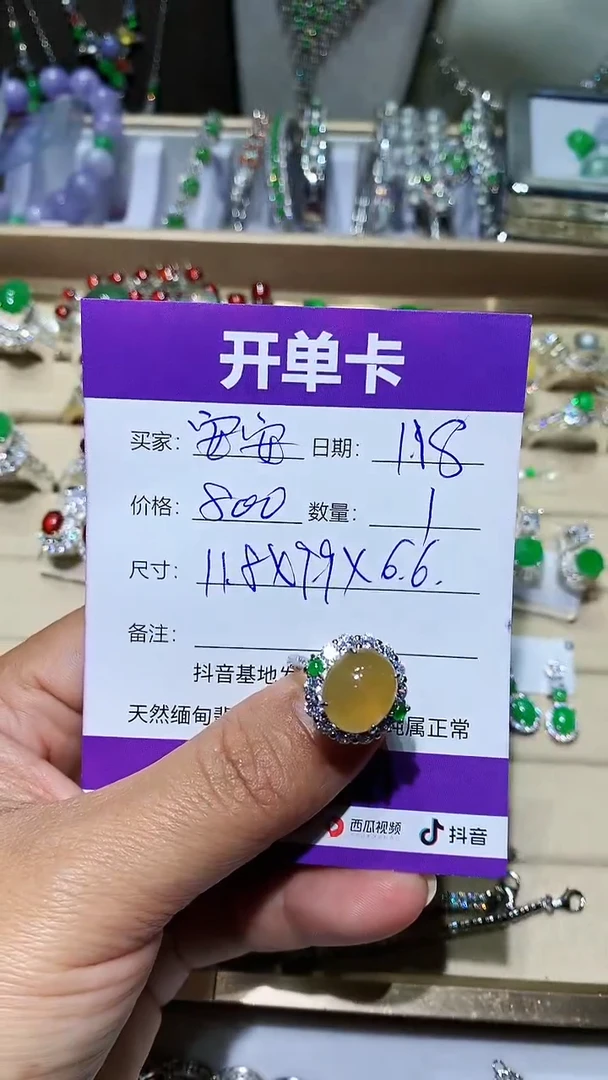 开单卡
买家：安安 日期：1.18
价格：800 数量：1
尺寸：11.8X9.9X6.6.
备注：
抖音基地
天然缅甸 纯属正常
西瓜视频 抖音